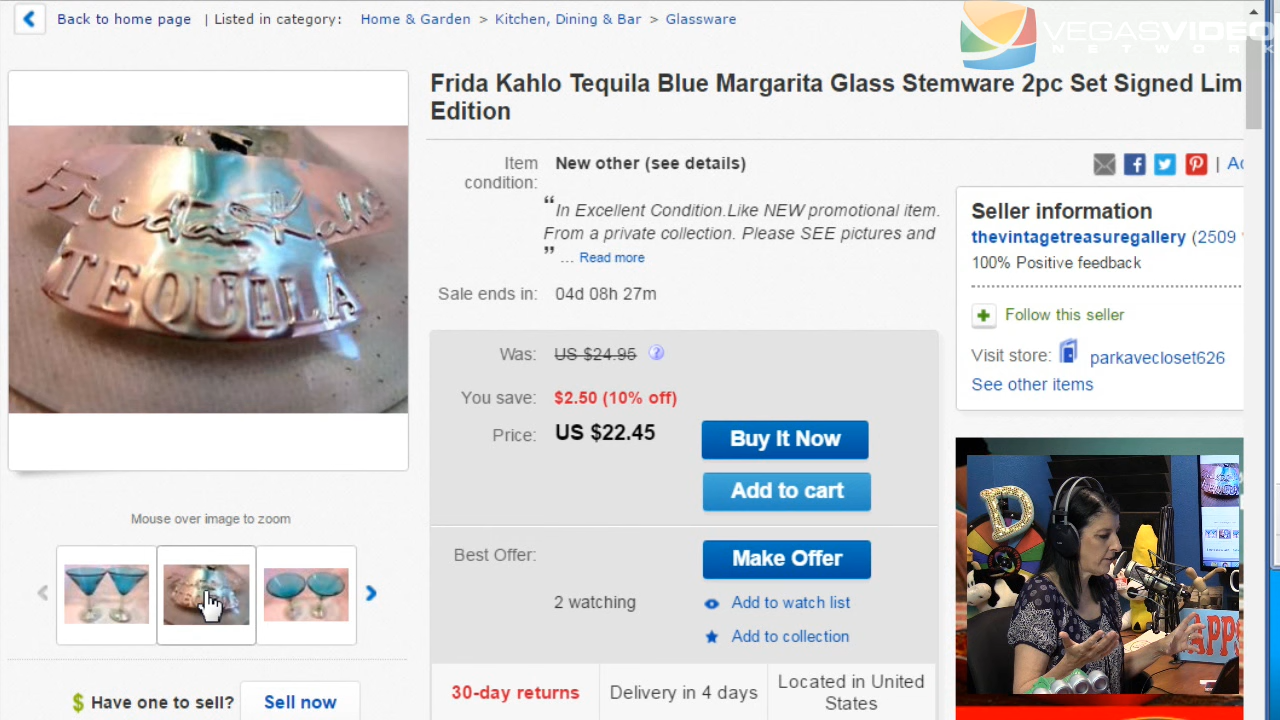 Back to home page | Listed in category: Home & Garden > Kitchen, Dining & Bar > Glassware
VEGASVIDEO
NETWORK
Frida Kahlo Tequila Blue Margarita Glass Stemware 2pc Set Signed Lim
Edition
Frida Kahlo
TEQUILA
Item condition: New other (see details)
“In Excellent Condition.Like NEW promotional item.
From a private collection. Please SEE pictures and
” ... Read more
Sale ends in: 04d 08h 27m
Was: US $24.95
You save: $2.50 (10% off)
Price: US $22.45
Buy It Now
Add to cart
Best Offer:
Make Offer
2 watching
Add to watch list
Add to collection
30-day returns
Delivery in 4 days
Located in United
States
Mouse over image to zoom
$ Have one to sell? Sell now
| Ad
Seller information
thevintagetreasuregallery (2509
100% Positive feedback
Follow this seller
Visit store: parkavecloset626
See other items
D
APPS